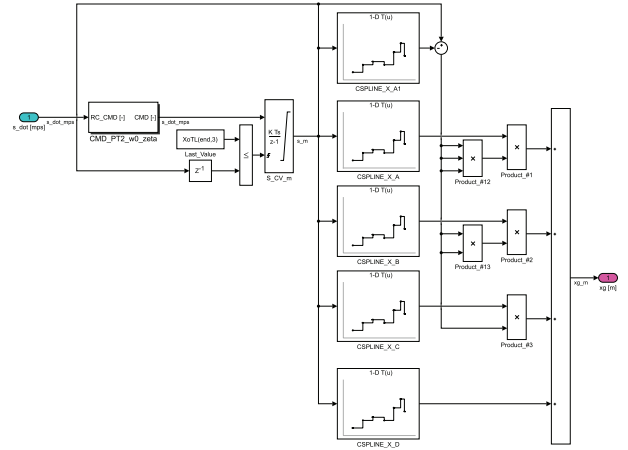 1-D T(u)
CSPLINE_X_A1
-
+
1
s_dot [mps]
s_dot_mps
RC_CMD [-]
CMD [-]
CMD_PT2_w0_zeta
s_dot_mps
XoTL(end,3)
Last_Value
Z-1
≤
K Ts
z-1
S_CV_m
s_m
1-D T(u)
CSPLINE_X_A
×
Product_#12
×
Product_#1
1-D T(u)
CSPLINE_X_B
×
Product_#13
×
Product_#2
1-D T(u)
CSPLINE_X_C
×
Product_#3
1-D T(u)
CSPLINE_X_D
+
+
+
+
xg_m
1
xg [m]